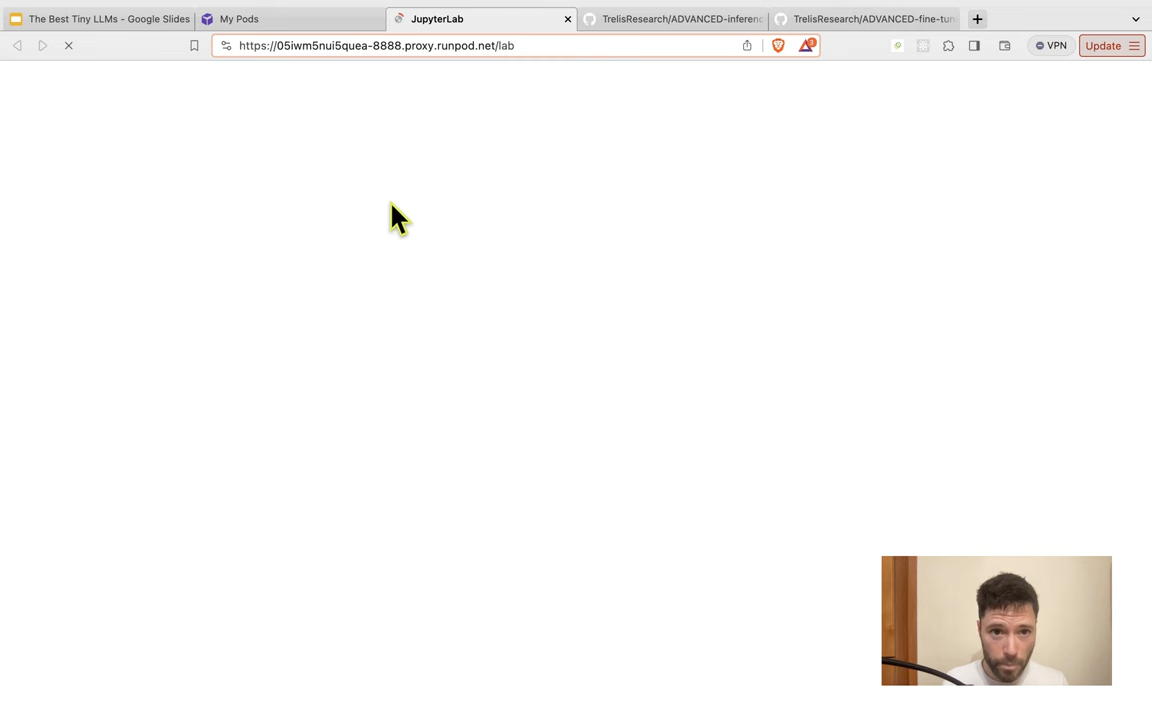 The Best Tiny LLMs - Google Slides
My Pods
JupyterLab
TrelisResearch/ADVANCED-inferenc
TrelisResearch/ADVANCED-fine-tun
https://05iwm5nui5quea-8888.proxy.runpod.net/lab
VPN
Update